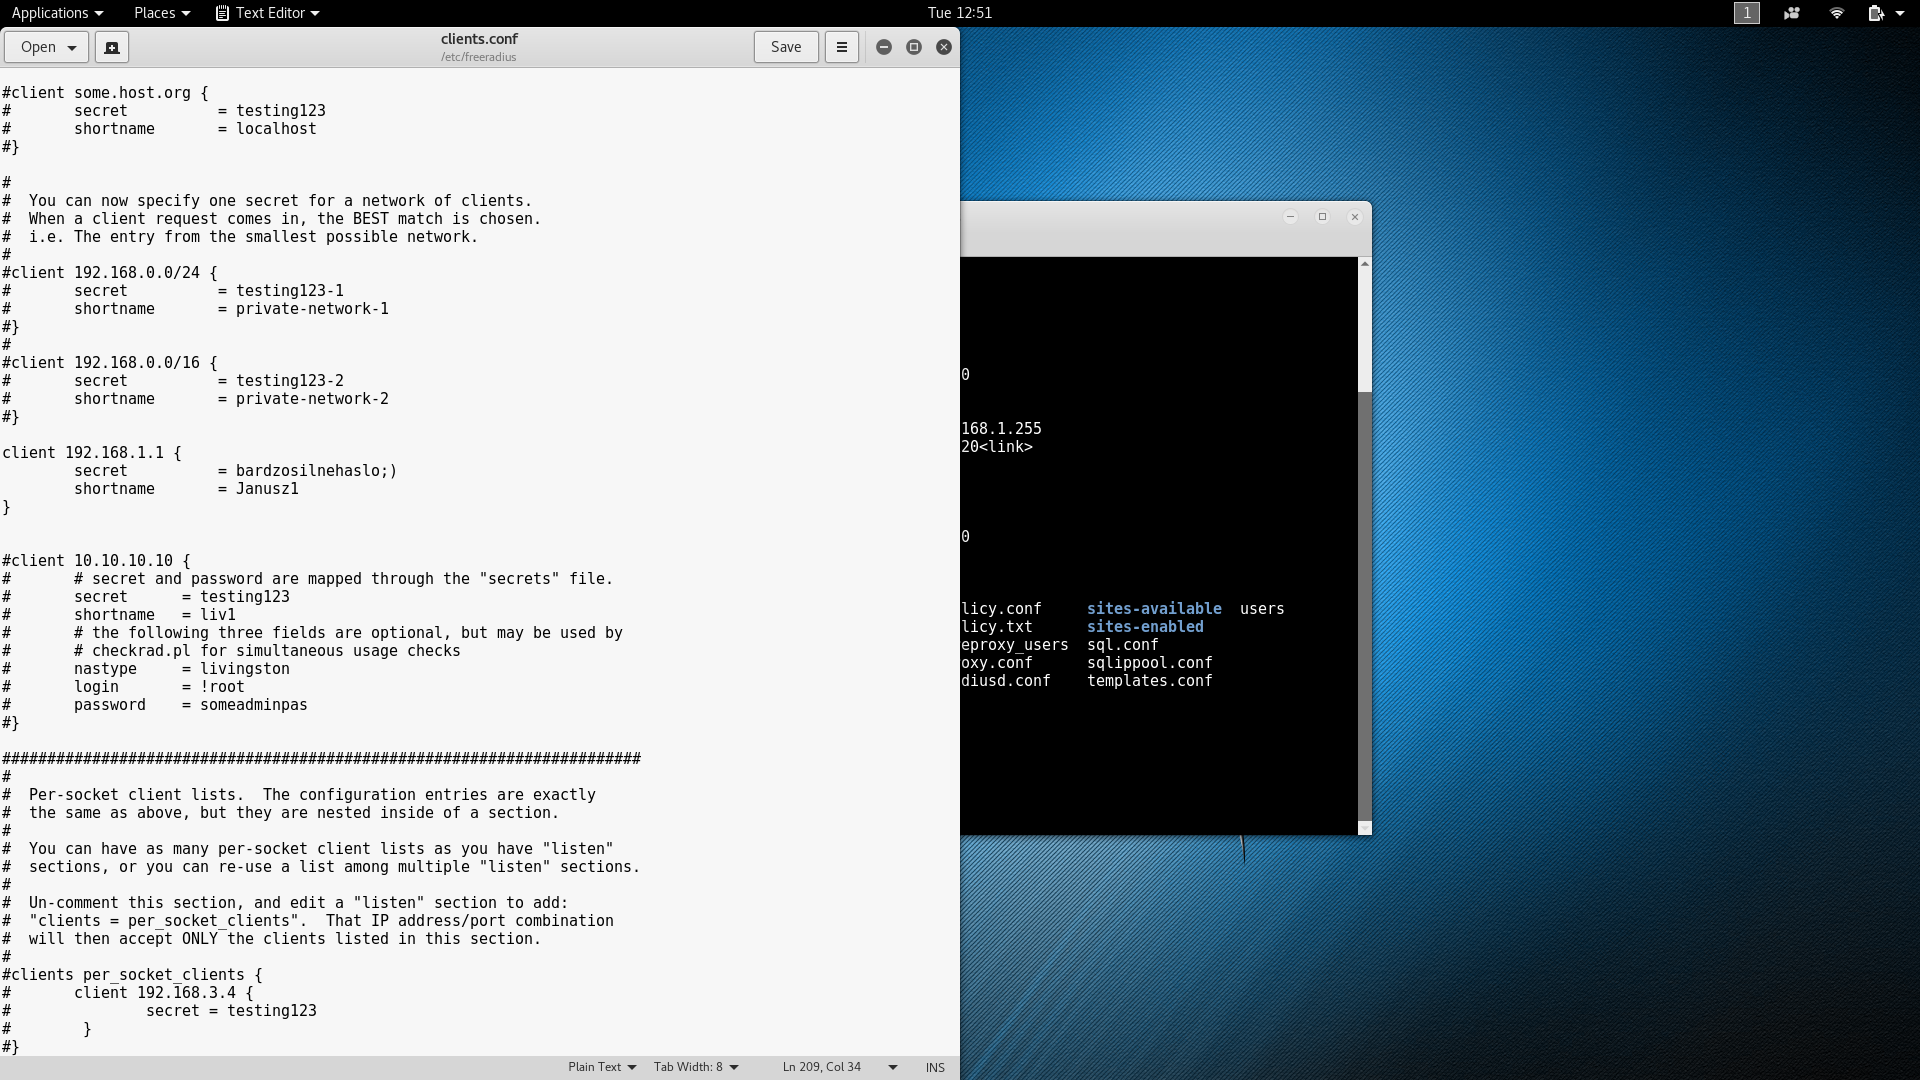 Applications Places Text Editor Tue 12:51 1
Open clients.conf Save
/etc/freeradius
#client some.host.org {
# secret = testing123
# shortname = localhost
#}
#
# You can now specify one secret for a network of clients.
# When a client request comes in, the BEST match is chosen.
# i.e. The entry from the smallest possible network.
#
#client 192.168.0.0/24 {
# secret = testing123-1
# shortname = private-network-1
#}
#
#client 192.168.0.0/16 {
# secret = testing123-2
# shortname = private-network-2
#}
client 192.168.1.1 {
secret = bardzosilnehaslo;)
shortname = Janusz1
}
#client 10.10.10.10 {
# # secret and password are mapped through the "secrets" file.
# secret = testing123
# shortname = liv1
# # the following three fields are optional, but may be used by
# # checkrad.pl for simultaneous usage checks
# nastype = livingston
# login = !root
# password = someadminpas
#}
#######################################################################
#
# Per-socket client lists. The configuration entries are exactly
# the same as above, but they are nested inside of a section.
#
# You can have as many per-socket client lists as you have "listen"
# sections, or you can re-use a list among multiple "listen" sections.
#
# Un-comment this section, and edit a "listen" section to add:
# "clients = per_socket_clients". That IP address/port combination
# will then accept ONLY the clients listed in this section.
#
#clients per_socket_clients {
# client 192.168.3.4 {
# secret = testing123
# }
#}
Plain Text Tab Width: 8 Ln 209, Col 34 INS
0
168.1.255
20<link>
0
licy.conf sites-available users
licy.txt sites-enabled
eproxy_users sql.conf
oxy.conf sqlippool.conf
diusd.conf templates.conf